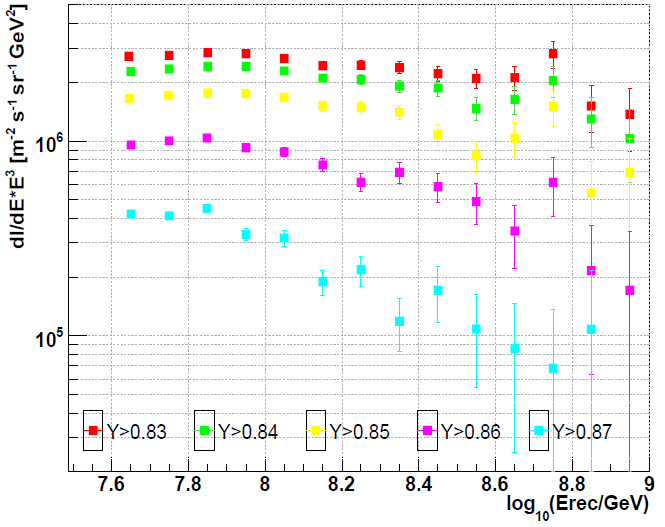 dI/dE*E³ [m⁻² s⁻¹ sr⁻¹ GeV²]
10⁶
10⁵
Y>0.83 Y>0.84 Y>0.85 Y>0.86 Y>0.87
7.6 7.8 8 8.2 8.4 8.6 8.8 9
log₁₀(Erec/GeV)